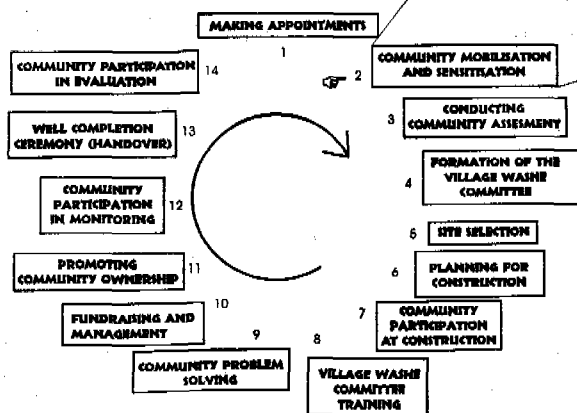 MAKING APPOINTMENTS
1
2
COMMUNITY MOBILISATION
AND SENSITISATION
3
CONDUCTING
COMMUNITY ASSESMENT
4
FORMATION OF THE
VILLAGE WASHE
COMMITTEE
5
SITE SELECTION
6
PLANNING FOR
CONSTRUCTION
7
COMMUNITY
PARTICIPATION
AT CONSTRUCTION
8
VILLAGE WASHE
COMMITTEE
TRAINING
9
COMMUNITY PROBLEM
SOLVING
10
FUNDRAISING AND
MANAGEMENT
11
PROMOTING
COMMUNITY OWNERSHIP
12
COMMUNITY
PARTICIPATION
IN MONITORING
13
WELL COMPLETION
CEREMONY (HANDOVER)
14
COMMUNITY PARTICIPATION
IN EVALUATION